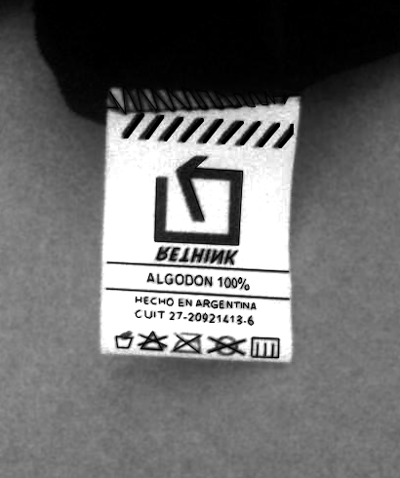 RETHINK
ALGODON 100%
HECHO EN ARGENTINA
CUIT 27-20921413-6